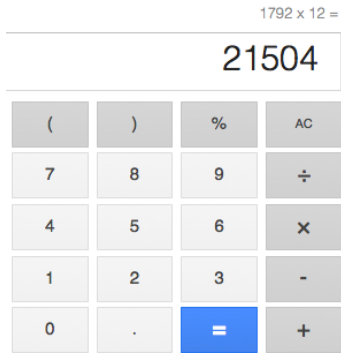 1792 x 12 =
21504
( ) % AC
7 8 9 ÷
4 5 6 ×
1 2 3 -
0 . = +